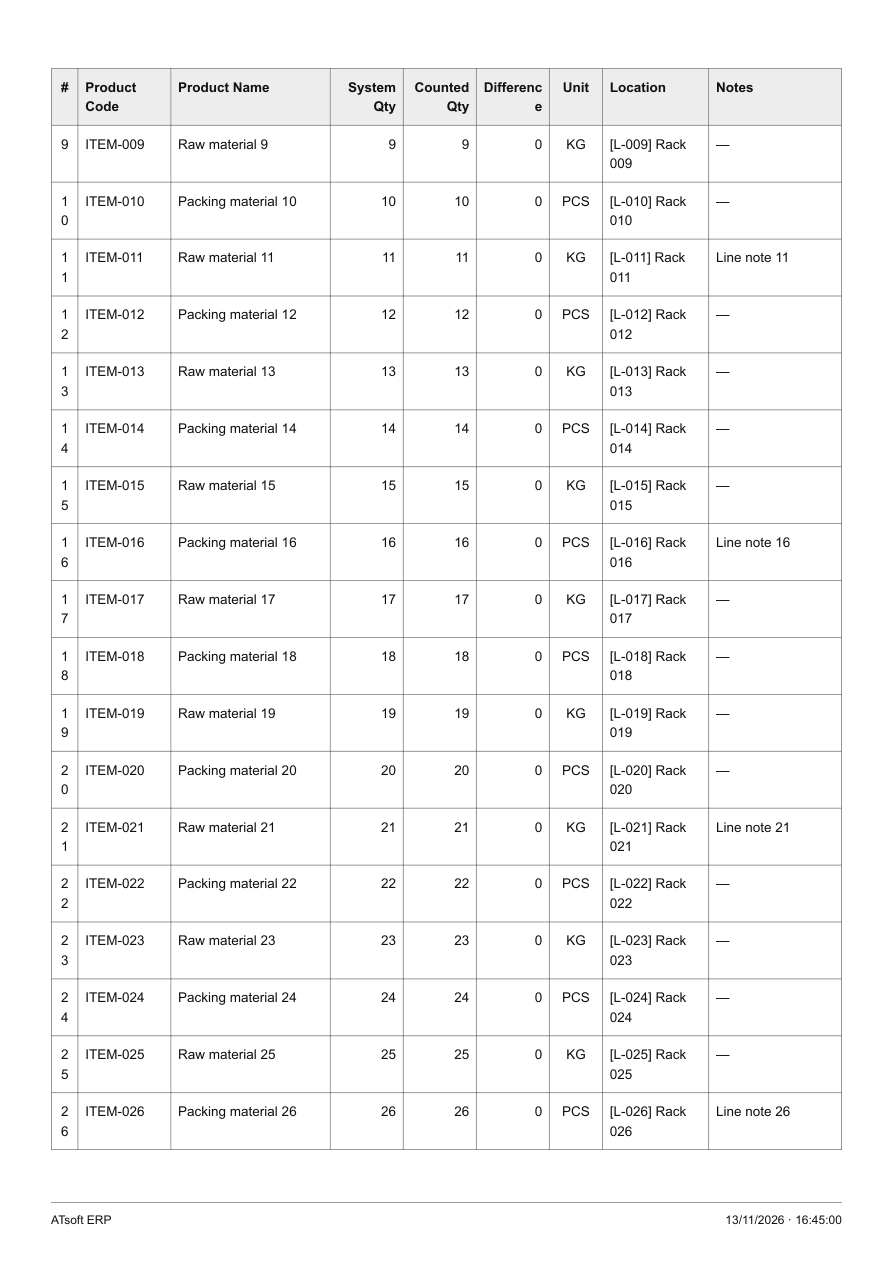 # Product Code Product Name System Qty Counted Qty Difference Unit Location Notes
9 ITEM-009 Raw material 9 9 9 0 KG [L-009] Rack 009 —
10 ITEM-010 Packing material 10 10 10 0 PCS [L-010] Rack 010 —
11 ITEM-011 Raw material 11 11 11 0 KG [L-011] Rack 011 Line note 11
12 ITEM-012 Packing material 12 12 12 0 PCS [L-012] Rack 012 —
13 ITEM-013 Raw material 13 13 13 0 KG [L-013] Rack 013 —
14 ITEM-014 Packing material 14 14 14 0 PCS [L-014] Rack 014 —
15 ITEM-015 Raw material 15 15 15 0 KG [L-015] Rack 015 —
16 ITEM-016 Packing material 16 16 16 0 PCS [L-016] Rack 016 Line note 16
17 ITEM-017 Raw material 17 17 17 0 KG [L-017] Rack 017 —
18 ITEM-018 Packing material 18 18 18 0 PCS [L-018] Rack 018 —
19 ITEM-019 Raw material 19 19 19 0 KG [L-019] Rack 019 —
20 ITEM-020 Packing material 20 20 20 0 PCS [L-020] Rack 020 —
21 ITEM-021 Raw material 21 21 21 0 KG [L-021] Rack 021 Line note 21
22 ITEM-022 Packing material 22 22 22 0 PCS [L-022] Rack 022 —
23 ITEM-023 Raw material 23 23 23 0 KG [L-023] Rack 023 —
24 ITEM-024 Packing material 24 24 24 0 PCS [L-024] Rack 024 —
25 ITEM-025 Raw material 25 25 25 0 KG [L-025] Rack 025 —
26 ITEM-026 Packing material 26 26 26 0 PCS [L-026] Rack 026 Line note 26
ATsoft ERP 13/11/2026 · 16:45:00